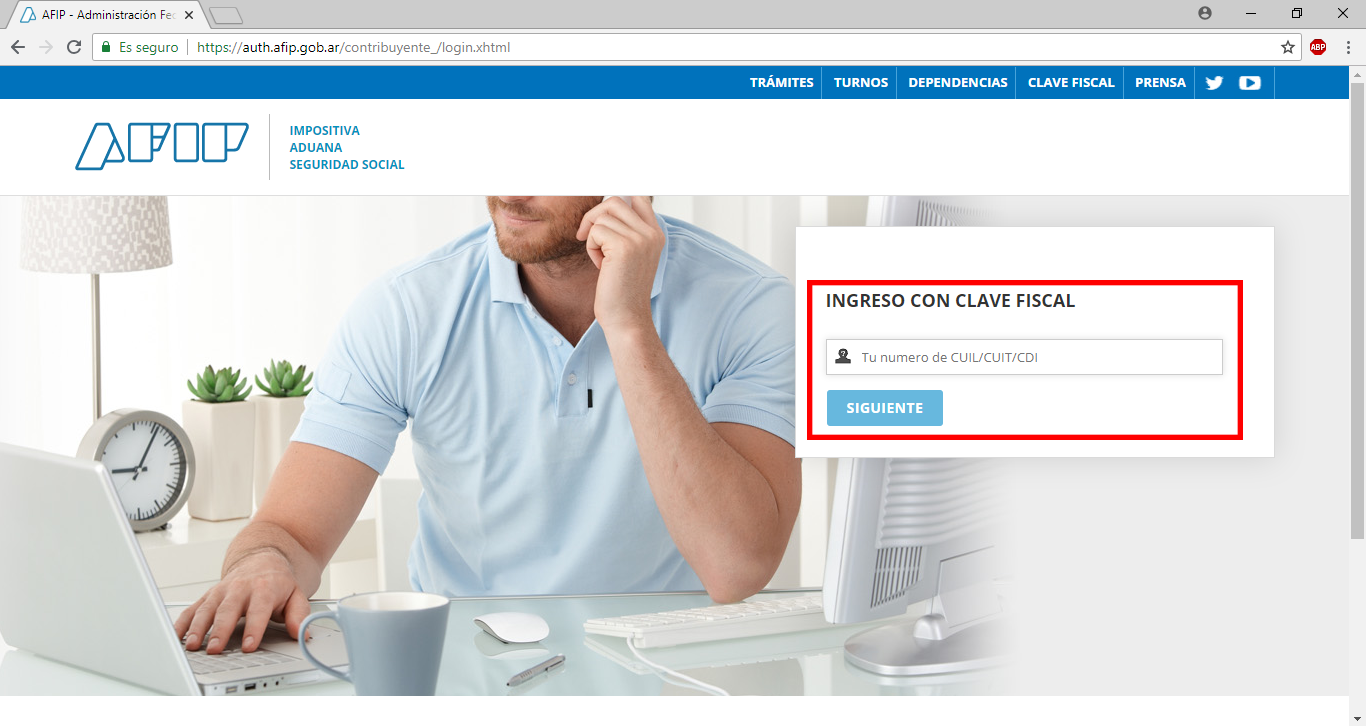 AFIP - Administración Fec
Es seguro
https://auth.afip.gob.ar/contribuyente_/login.xhtml
ABP
TRÁMITES
TURNOS
DEPENDENCIAS
CLAVE FISCAL
PRENSA
AFIP
IMPOSITIVA
ADUANA
SEGURIDAD SOCIAL
INGRESO CON CLAVE FISCAL
Tu numero de CUIL/CUIT/CDI
SIGUIENTE